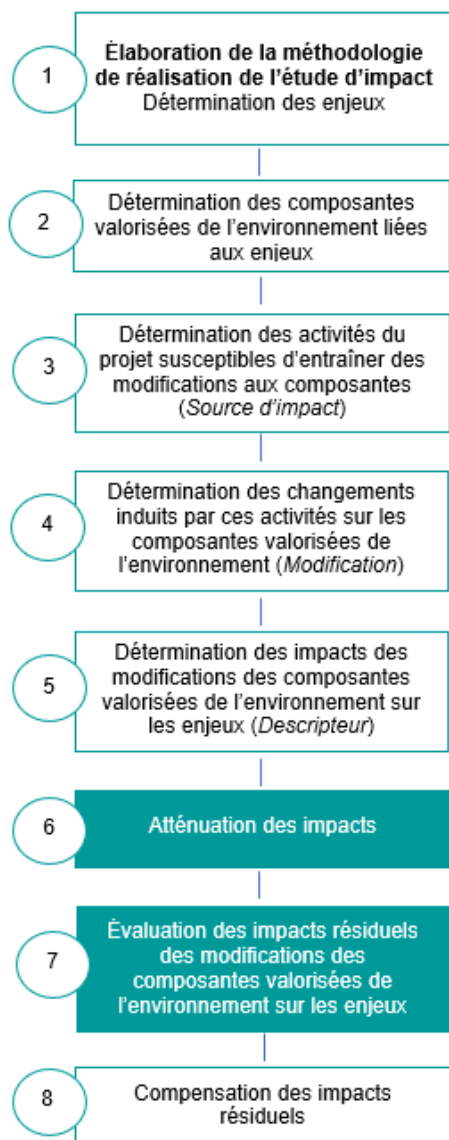 1
Élaboration de la méthodologie
de réalisation de l'étude d'impact
Détermination des enjeux
2
Détermination des composantes
valorisées de l'environnement liées
aux enjeux
3
Détermination des activités du
projet susceptibles d'entraîner des
modifications aux composantes
(Source d'impact)
4
Détermination des changements
induits par ces activités sur les
composantes valorisées de
l'environnement (Modification)
5
Détermination des impacts des
modifications des composantes
valorisées de l'environnement sur
les enjeux (Descripteur)
6
Atténuation des impacts
7
Évaluation des impacts résiduels
des modifications des
composantes valorisées de
l'environnement sur les enjeux
8
Compensation des impacts
résiduels